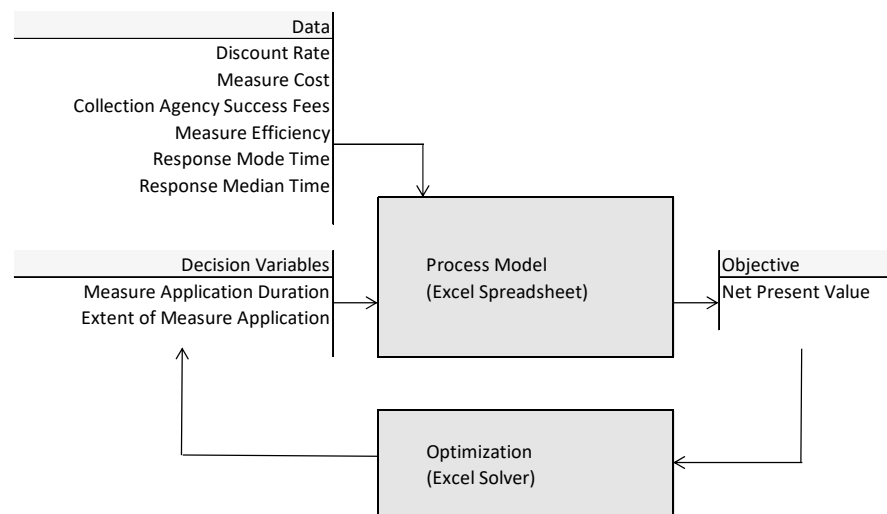 Data
Discount Rate
Measure Cost
Collection Agency Success Fees
Measure Efficiency
Response Mode Time
Response Median Time
Decision Variables
Measure Application Duration
Extent of Measure Application
Process Model
(Excel Spreadsheet)
Objective
Net Present Value
Optimization
(Excel Solver)